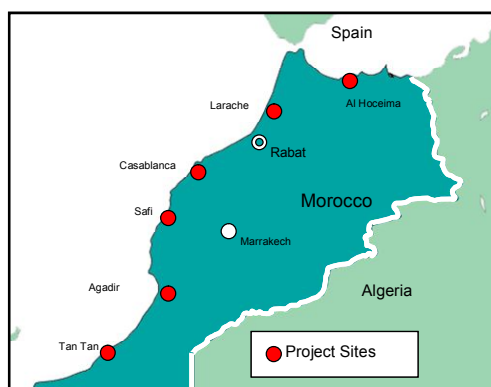 Spain
Al Hoceima
Larache
Rabat
Casablanca
Morocco
Safi
Marrakech
Agadir
Algeria
Tan Tan
Project Sites